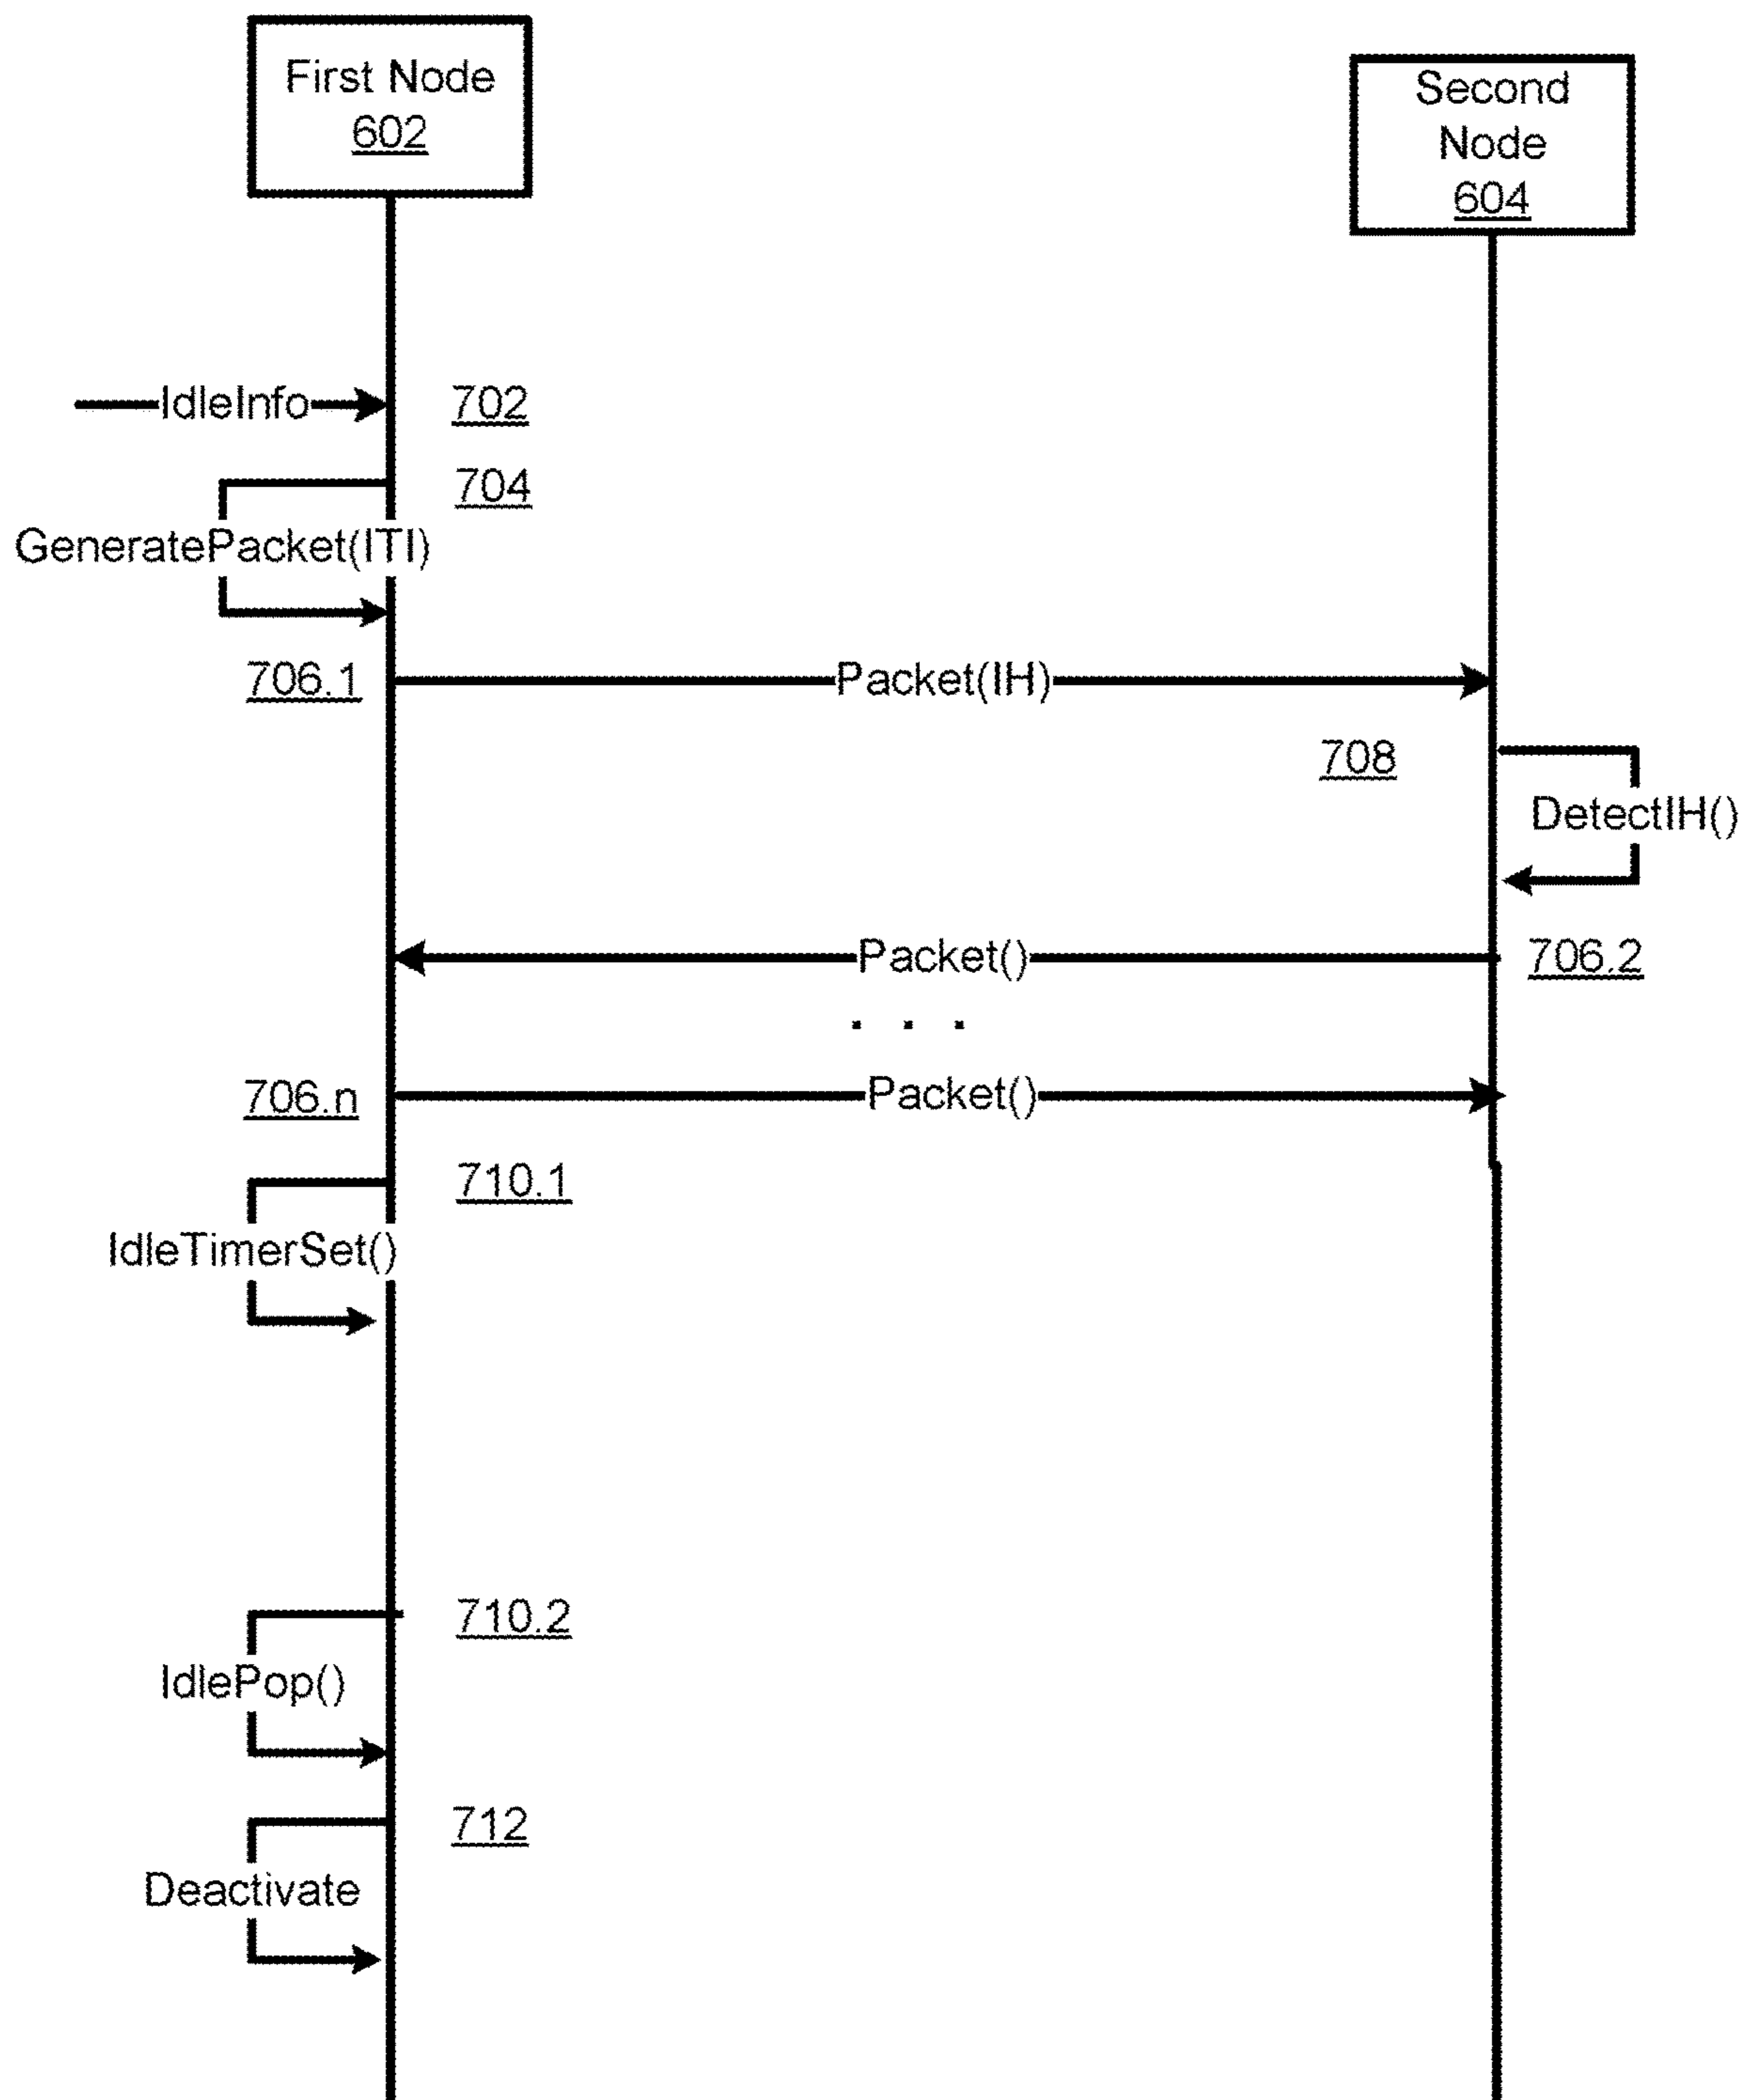 First Node
602
Second
Node
604
IdleInfo
702
704
GeneratePacket(ITI)
706.1
Packet(IH)
708
DetectIH()
Packet()
706.2
. . .
706.n
Packet()
710.1
IdleTimerSet()
710.2
IdlePop()
712
Deactivate